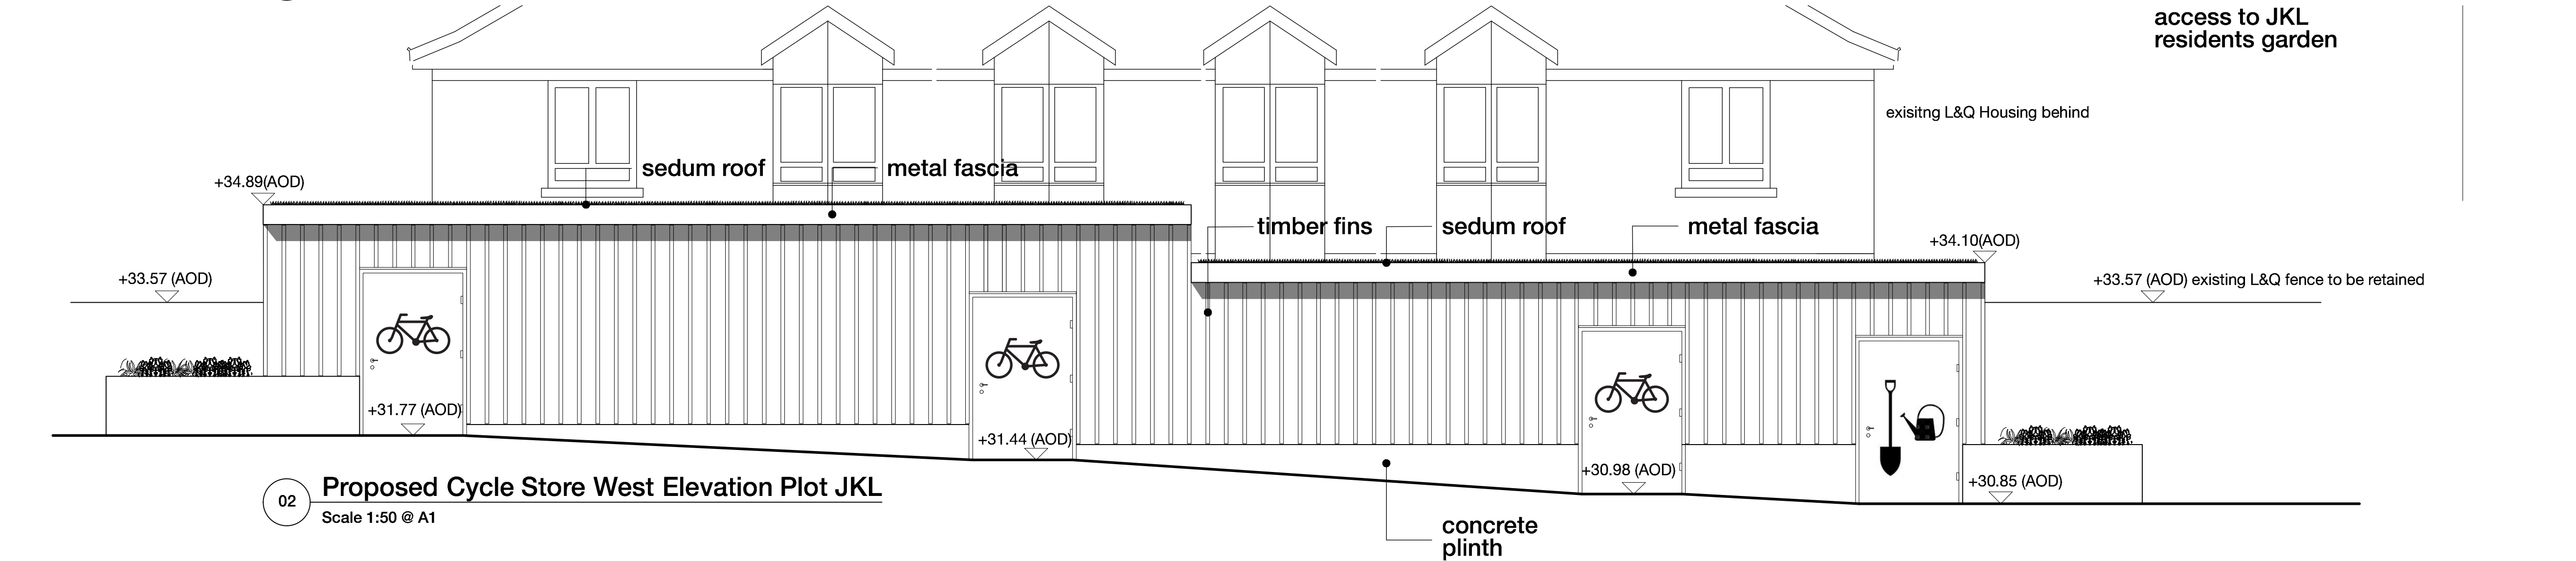 access to JKL
residents garden
exisitng L&Q Housing behind
sedum roof
metal fascia
+34.89(AOD)
timber fins
sedum roof
metal fascia
+34.10(AOD)
+33.57 (AOD)
+33.57 (AOD) existing L&Q fence to be retained
+31.77 (AOD)
+31.44 (AOD)
+30.98 (AOD)
+30.85 (AOD)
02
Proposed Cycle Store West Elevation Plot JKL
Scale 1:50 @ A1
concrete
plinth